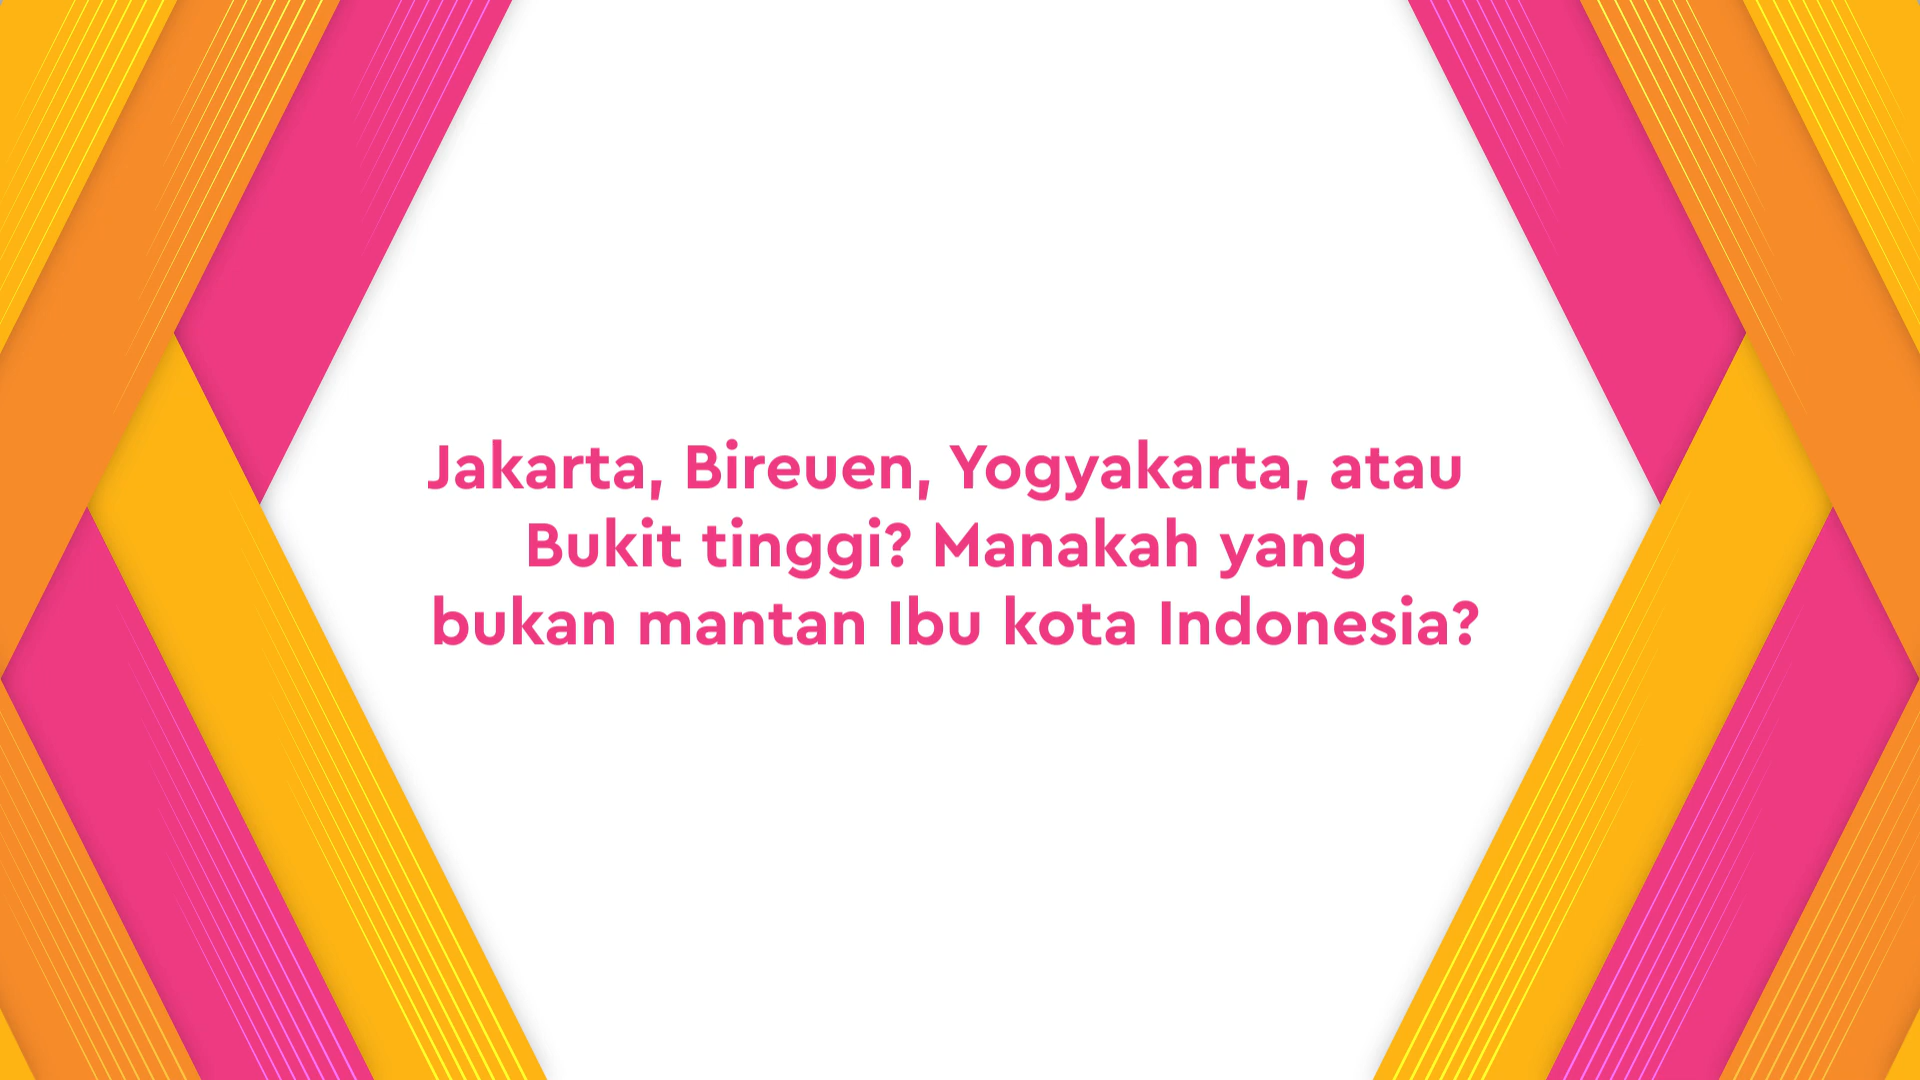 Jakarta, Bireuen, Yogyakarta, atau
Bukit tinggi? Manakah yang
bukan mantan Ibu kota Indonesia?